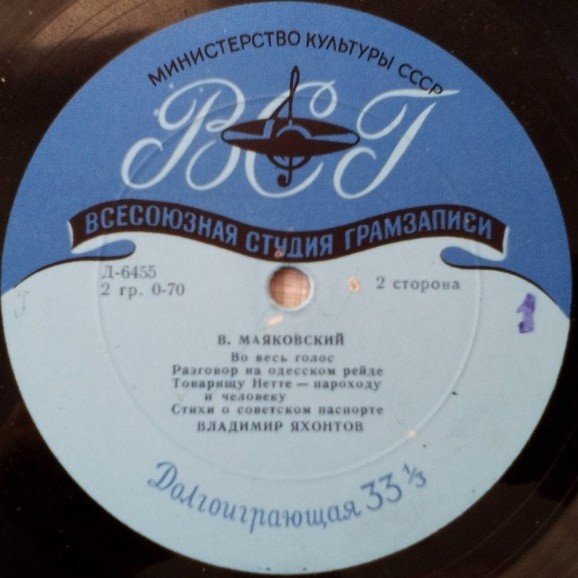 МИНИСТЕРСТВО КУЛЬТУРЫ СССР
ВСГ
ВСЕСОЮЗНАЯ СТУДИЯ ГРАМЗАПИСИ
Д-6455
2 гр. 0-70
2 сторона
1
В. МАЯКОВСКИЙ
Во весь голос
Разговор на одесском рейде
Товарищу Нетте — пароходу
и человеку
Стихи о советском паспорте
ВЛАДИМИР ЯХОНТОВ
Долгоиграющая 33 1/3